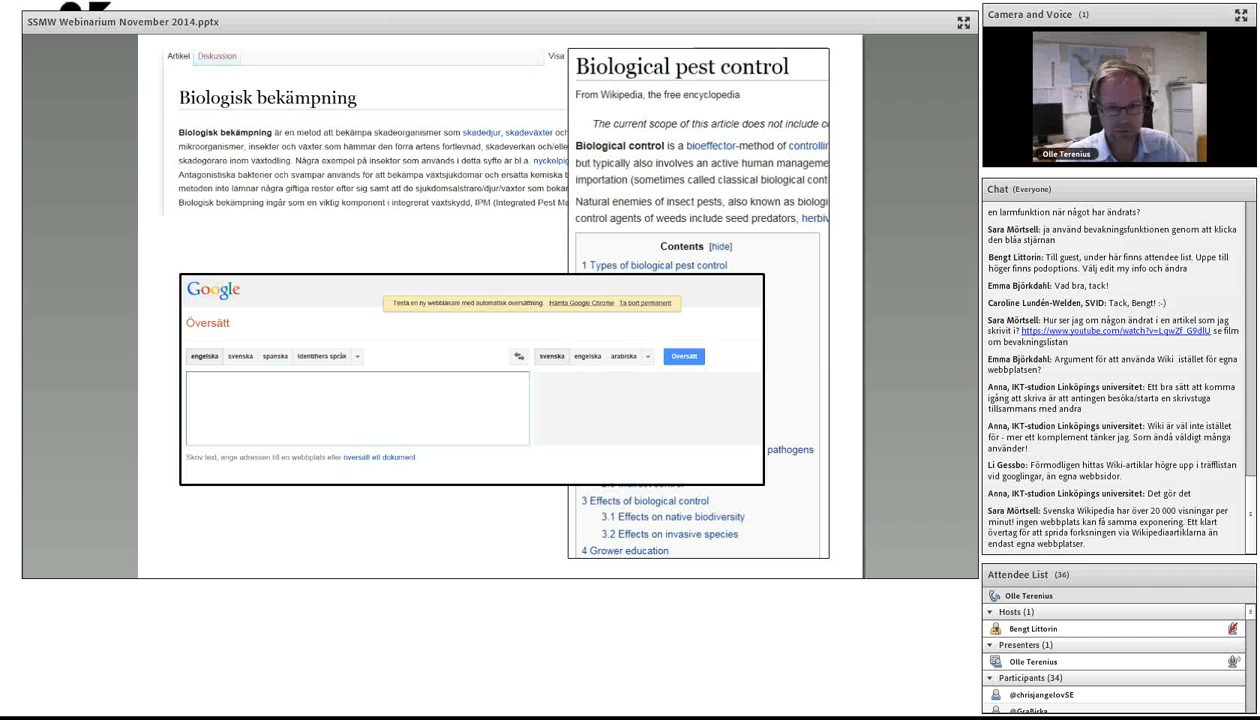 SSMW Webinarium November 2014.pptx
Artikel Diskussion Visa
Biologisk bekämpning
Biologisk bekämpning är en metod att bekämpa skadeorganismer som skadedjur, skadeväxter och
mikroorganismer, insekter och växter som hämmar den förra artens fortlevnad, skadeverkan och/elle
skadegörare inom växtodling. Några exempel på insekter som används i detta syfte är bl.a. nyckelpig
Antagonistiska bakterier och svampar används för att bekämpa växtsjukdomar och ersätta kemiska b
metoden inte lämnar några giftiga rester efter sig samt att de sjukdomsalstrare/djur/växter som bekän
Biologisk bekämpning ingår som en viktig komponent i integrerat växtskydd, IPM (Integrated Pest Ma
Biological pest control
From Wikipedia, the free encyclopedia
The current scope of this article does not include co
Biological control is a bioeffector-method of controllin
but typically also involves an active human manageme
importation (sometimes called classical biological cont
Natural enemies of insect pests, also known as biologi
control agents of weeds include seed predators, herbiv
Contents [hide]
1 Types of biological pest control
pathogens
3 Effects of biological control
3.1 Effects on native biodiversity
3.2 Effects on invasive species
4 Grower education
Google
Testa en ny webbläsare med automatisk översättning. Hämta Google Chrome Ta bort permanent
Översätt
engelska svenska spanska Identifiera språk svenska engelska arabiska Översätt
Skriv text, ange adressen till en webbplats eller översätt ett dokument.
Camera and Voice (1)
Olle Terenius
Chat (Everyone)
en larmfunktion när något har ändrats?
Sara Mörtsell: ja använd bevakningsfunktionen genom att klicka
den blåa stjärnan
Bengt Littorin: Till guest, under här finns attendee list. Uppe till
höger finns podoptions. Välj edit my info och ändra
Emma Björkdahl: Vad bra, tack!
Caroline Lundén-Welden, SVID: Tack, Bengt! :-)
Sara Mörtsell: Hur ser jag om någon ändrat i en artikel som jag
skrivit i? https://www.youtube.com/watch?v=LqwZf_G9dlU se film
om bevakningslistan
Emma Björkdahl: Argument för att använda Wiki istället för egna
webbplatsen?
Anna, IKT-studion Linköpings universitet: Ett bra sätt att komma
igång att skriva är att antingen besöka/starta en skrivstuga
tillsammans med andra
Anna, IKT-studion Linköpings universitet: Wiki är väl inte istället
för - mer ett komplement tänker jag. Som ändå väldigt många
använder!
Li Gessbo: Förmodligen hittas Wiki-artiklar högre upp i träfflistan
vid googlingar, än egna webbsidor.
Anna, IKT-studion Linköpings universitet: Det gör det
Sara Mörtsell: Svenska Wikipedia har över 20 000 visningar per
minut! ingen webbplats kan få samma exponering. Ett klart
övertag för att sprida forksningen via Wikipediaartiklarna än
endast egna webbplatser.
Attendee List (36)
Olle Terenius
Hosts (1)
Bengt Littorin
Presenters (1)
Olle Terenius
Participants (34)
@chrisjangelovSE
@GraBirka